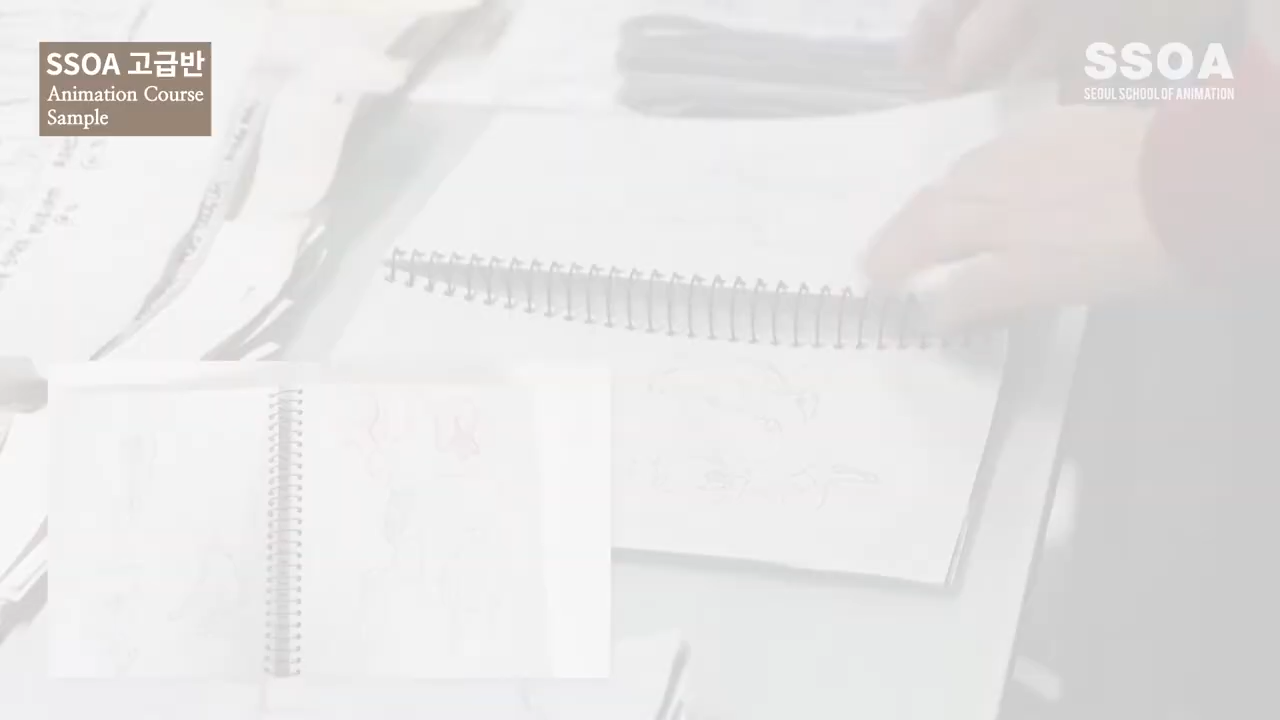 SSOA 고급반
Animation Course
Sample
SSOA
SEOUL SCHOOL OF ANIMATION